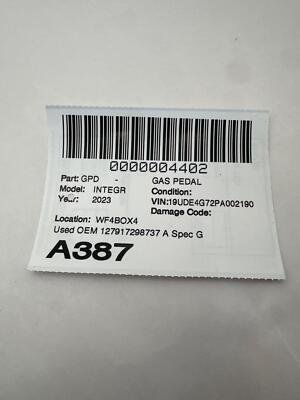 0000004402
Part: GPD - GAS PEDAL
Model: INTEGR Condition:
Year: 2023 VIN:19UDE4G72PA002190
Damage Code:
Location: WF4BOX4
Used OEM 127917298737 A Spec G
A387